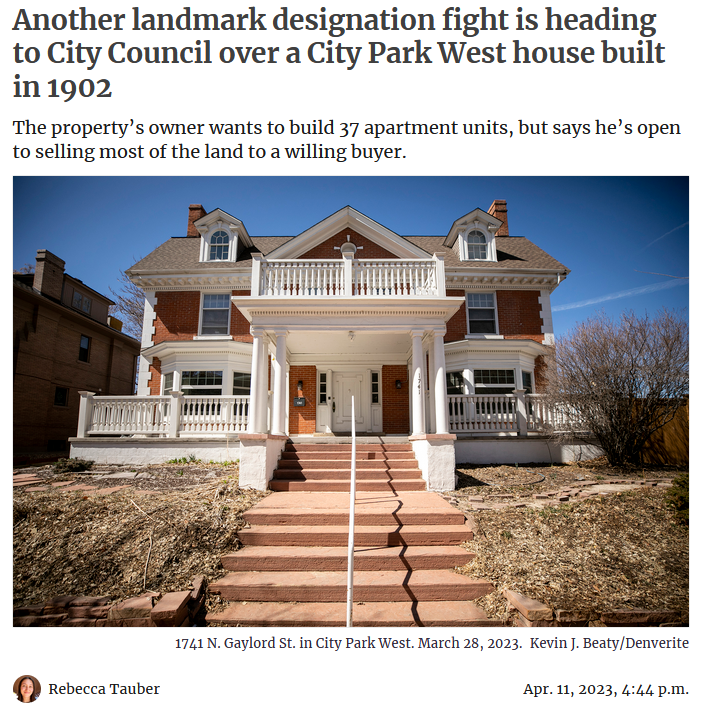 Another landmark designation fight is heading
to City Council over a City Park West house built
in 1902
The property’s owner wants to build 37 apartment units, but says he’s open
to selling most of the land to a willing buyer.
1741
1741 N. Gaylord St. in City Park West. March 28, 2023. Kevin J. Beaty/Denverite
Rebecca Tauber
Apr. 11, 2023, 4:44 p.m.